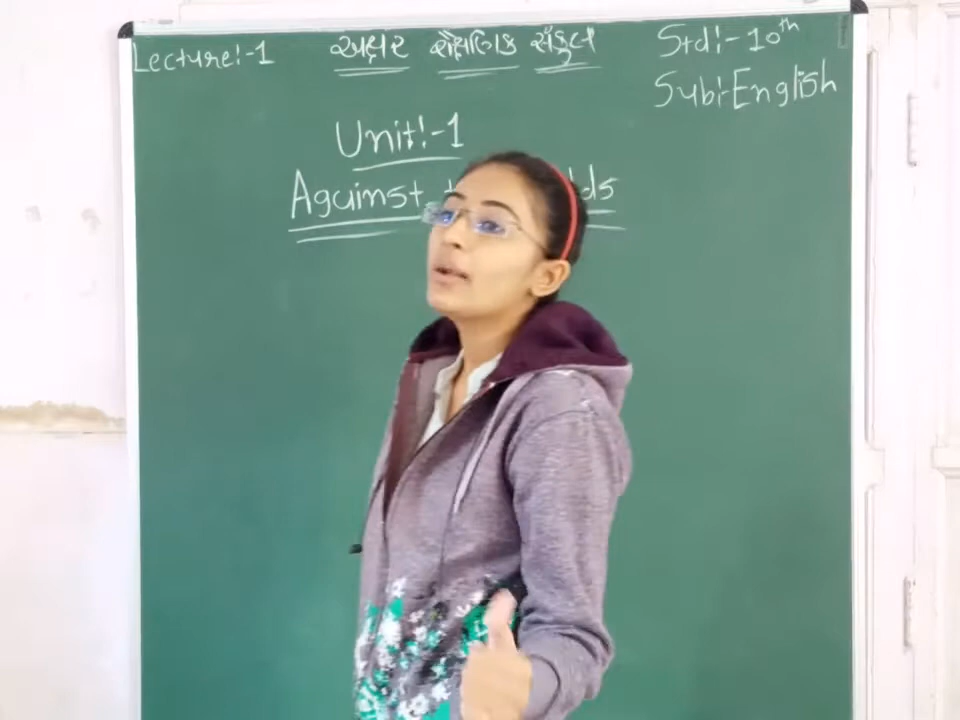 Lecture:-1
અક્ષર શૈક્ષણિક સંકુલ
Std:-10th
Sub:-English
Unit:-1
Against